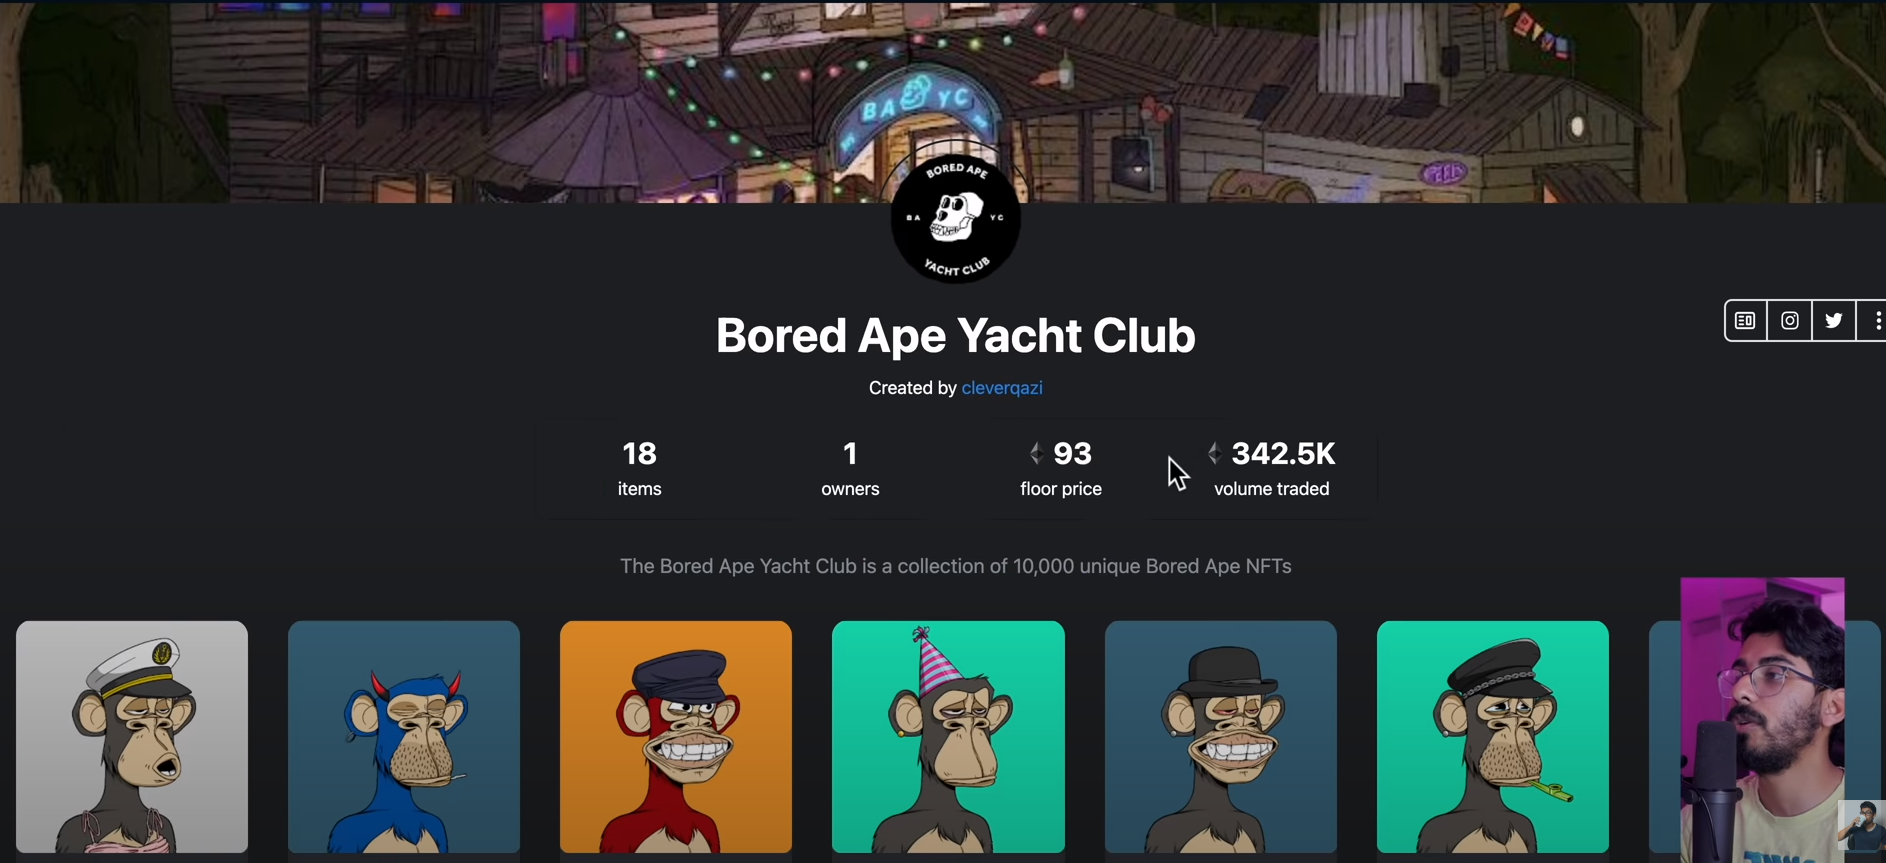 BA YC
BORED APE
BA YC
YACHT CLUB
Bored Ape Yacht Club
Created by cleverqazi
18 1 93 342.5K
items owners floor price volume traded
The Bored Ape Yacht Club is a collection of 10,000 unique Bored Ape NFTs